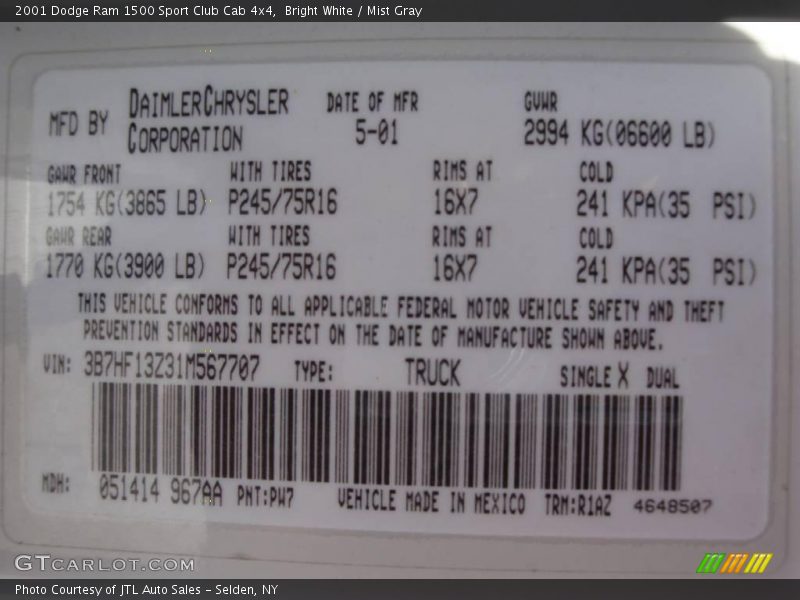 2001 Dodge Ram 1500 Sport Club Cab 4x4, Bright White / Mist Gray
MFD BY DAIMLERCHRYSLER CORPORATION DATE OF MFR 5-01 GVWR 2994 KG(06600 LB)
GAWR FRONT WITH TIRES RIMS AT COLD
1754 KG(3865 LB) P245/75R16 16X7 241 KPA(35 PSI)
GAWR REAR WITH TIRES RIMS AT COLD
1770 KG(3900 LB) P245/75R16 16X7 241 KPA(35 PSI)
THIS VEHICLE CONFORMS TO ALL APPLICABLE FEDERAL MOTOR VEHICLE SAFETY AND THEFT
PREVENTION STANDARDS IN EFFECT ON THE DATE OF MANUFACTURE SHOWN ABOVE.
VIN: 3B7HF13Z31M567707 TYPE: TRUCK SINGLE X DUAL
MDH: 051414 967AA PNT:PW7 VEHICLE MADE IN MEXICO TRM:R1AZ 4648507
GTCARLOT.COM
Photo Courtesy of JTL Auto Sales - Selden, NY